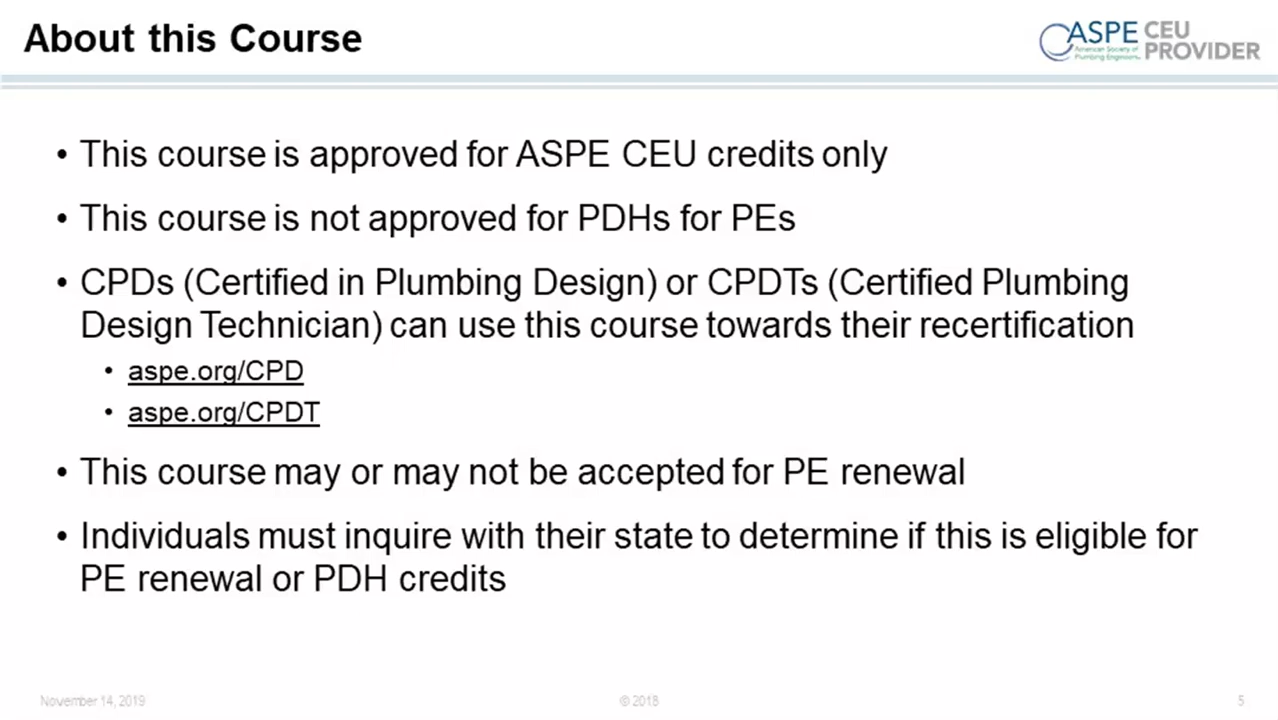 About this Course
ASPE CEU
American Society of
Plumbing Engineers
PROVIDER
• This course is approved for ASPE CEU credits only
• This course is not approved for PDHs for PEs
• CPDs (Certified in Plumbing Design) or CPDTs (Certified Plumbing
Design Technician) can use this course towards their recertification
• aspe.org/CPD
• aspe.org/CPDT
• This course may or may not be accepted for PE renewal
• Individuals must inquire with their state to determine if this is eligible for
PE renewal or PDH credits
November 14, 2019
© 2018
5